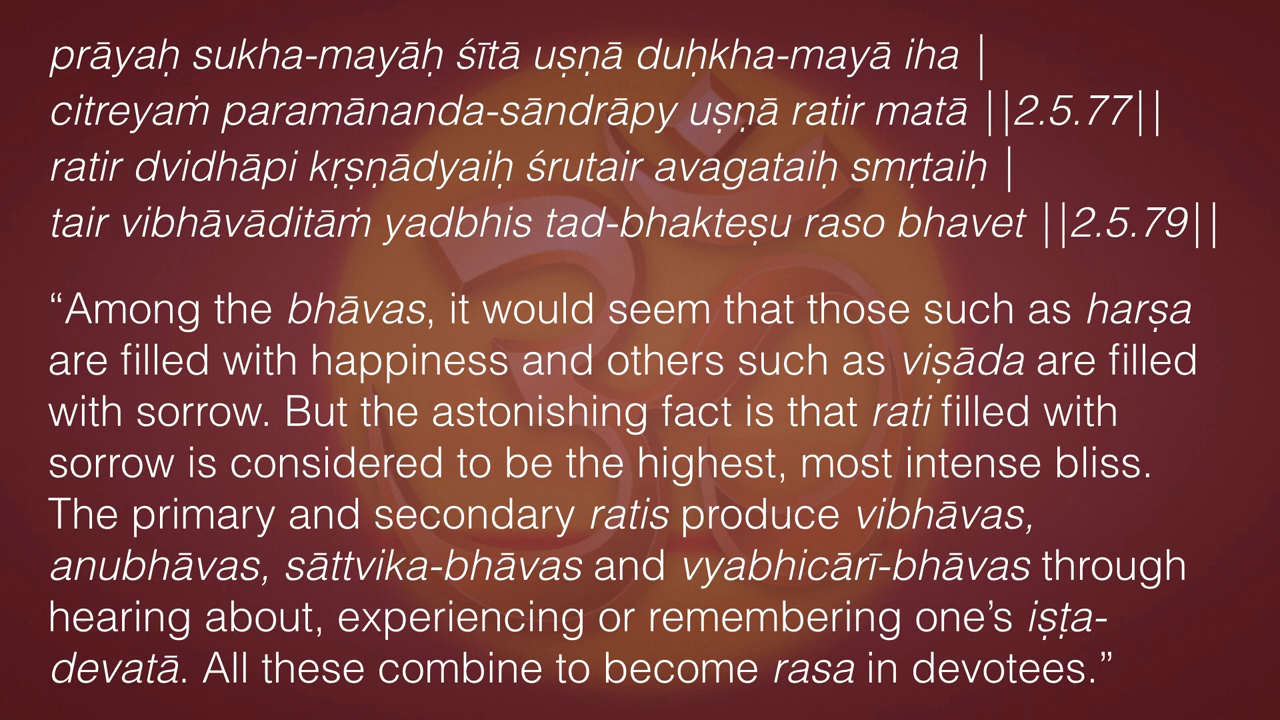 prāyaḥ sukha-mayāḥ śītā uṣṇā duḥkha-mayā iha |
citreyaṁ paramānanda-sāndrāpy uṣṇā ratir matā ||2.5.77||
ratir dvidhāpi kṛṣṇādyaiḥ śrutair avagataiḥ smṛtaiḥ |
tair vibhāvāditāṁ yadbhis tad-bhakteṣu raso bhavet ||2.5.79||
“Among the bhāvas, it would seem that those such as harṣa
are filled with happiness and others such as viṣāda are filled
with sorrow. But the astonishing fact is that rati filled with
sorrow is considered to be the highest, most intense bliss.
The primary and secondary ratis produce vibhāvas,
anubhāvas, sāttvika-bhāvas and vyabhicārī-bhāvas through
hearing about, experiencing or remembering one’s iṣṭa-
devatā. All these combine to become rasa in devotees.”